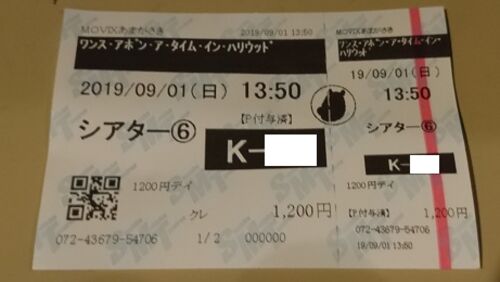 MOVIXあまがさき
2019/09/01 13:50
ワンス・アポン・ア・タイム・イン・ハリウッド
2019/09/01(日) 13:50
【P付与済】
シアター⑥
K-
1200円デイ
クレ 1,200円
072-43679-54706 1/2 000000
MOVIXあまがさき
ワンス・アポン・ア・タイム・イン・
ハリウッド
19/09/01(日)
13:50
シアター⑥
K-
1200円デイ
【P付与済】 1,200円
072-43679-54706
19/09/01 13:50